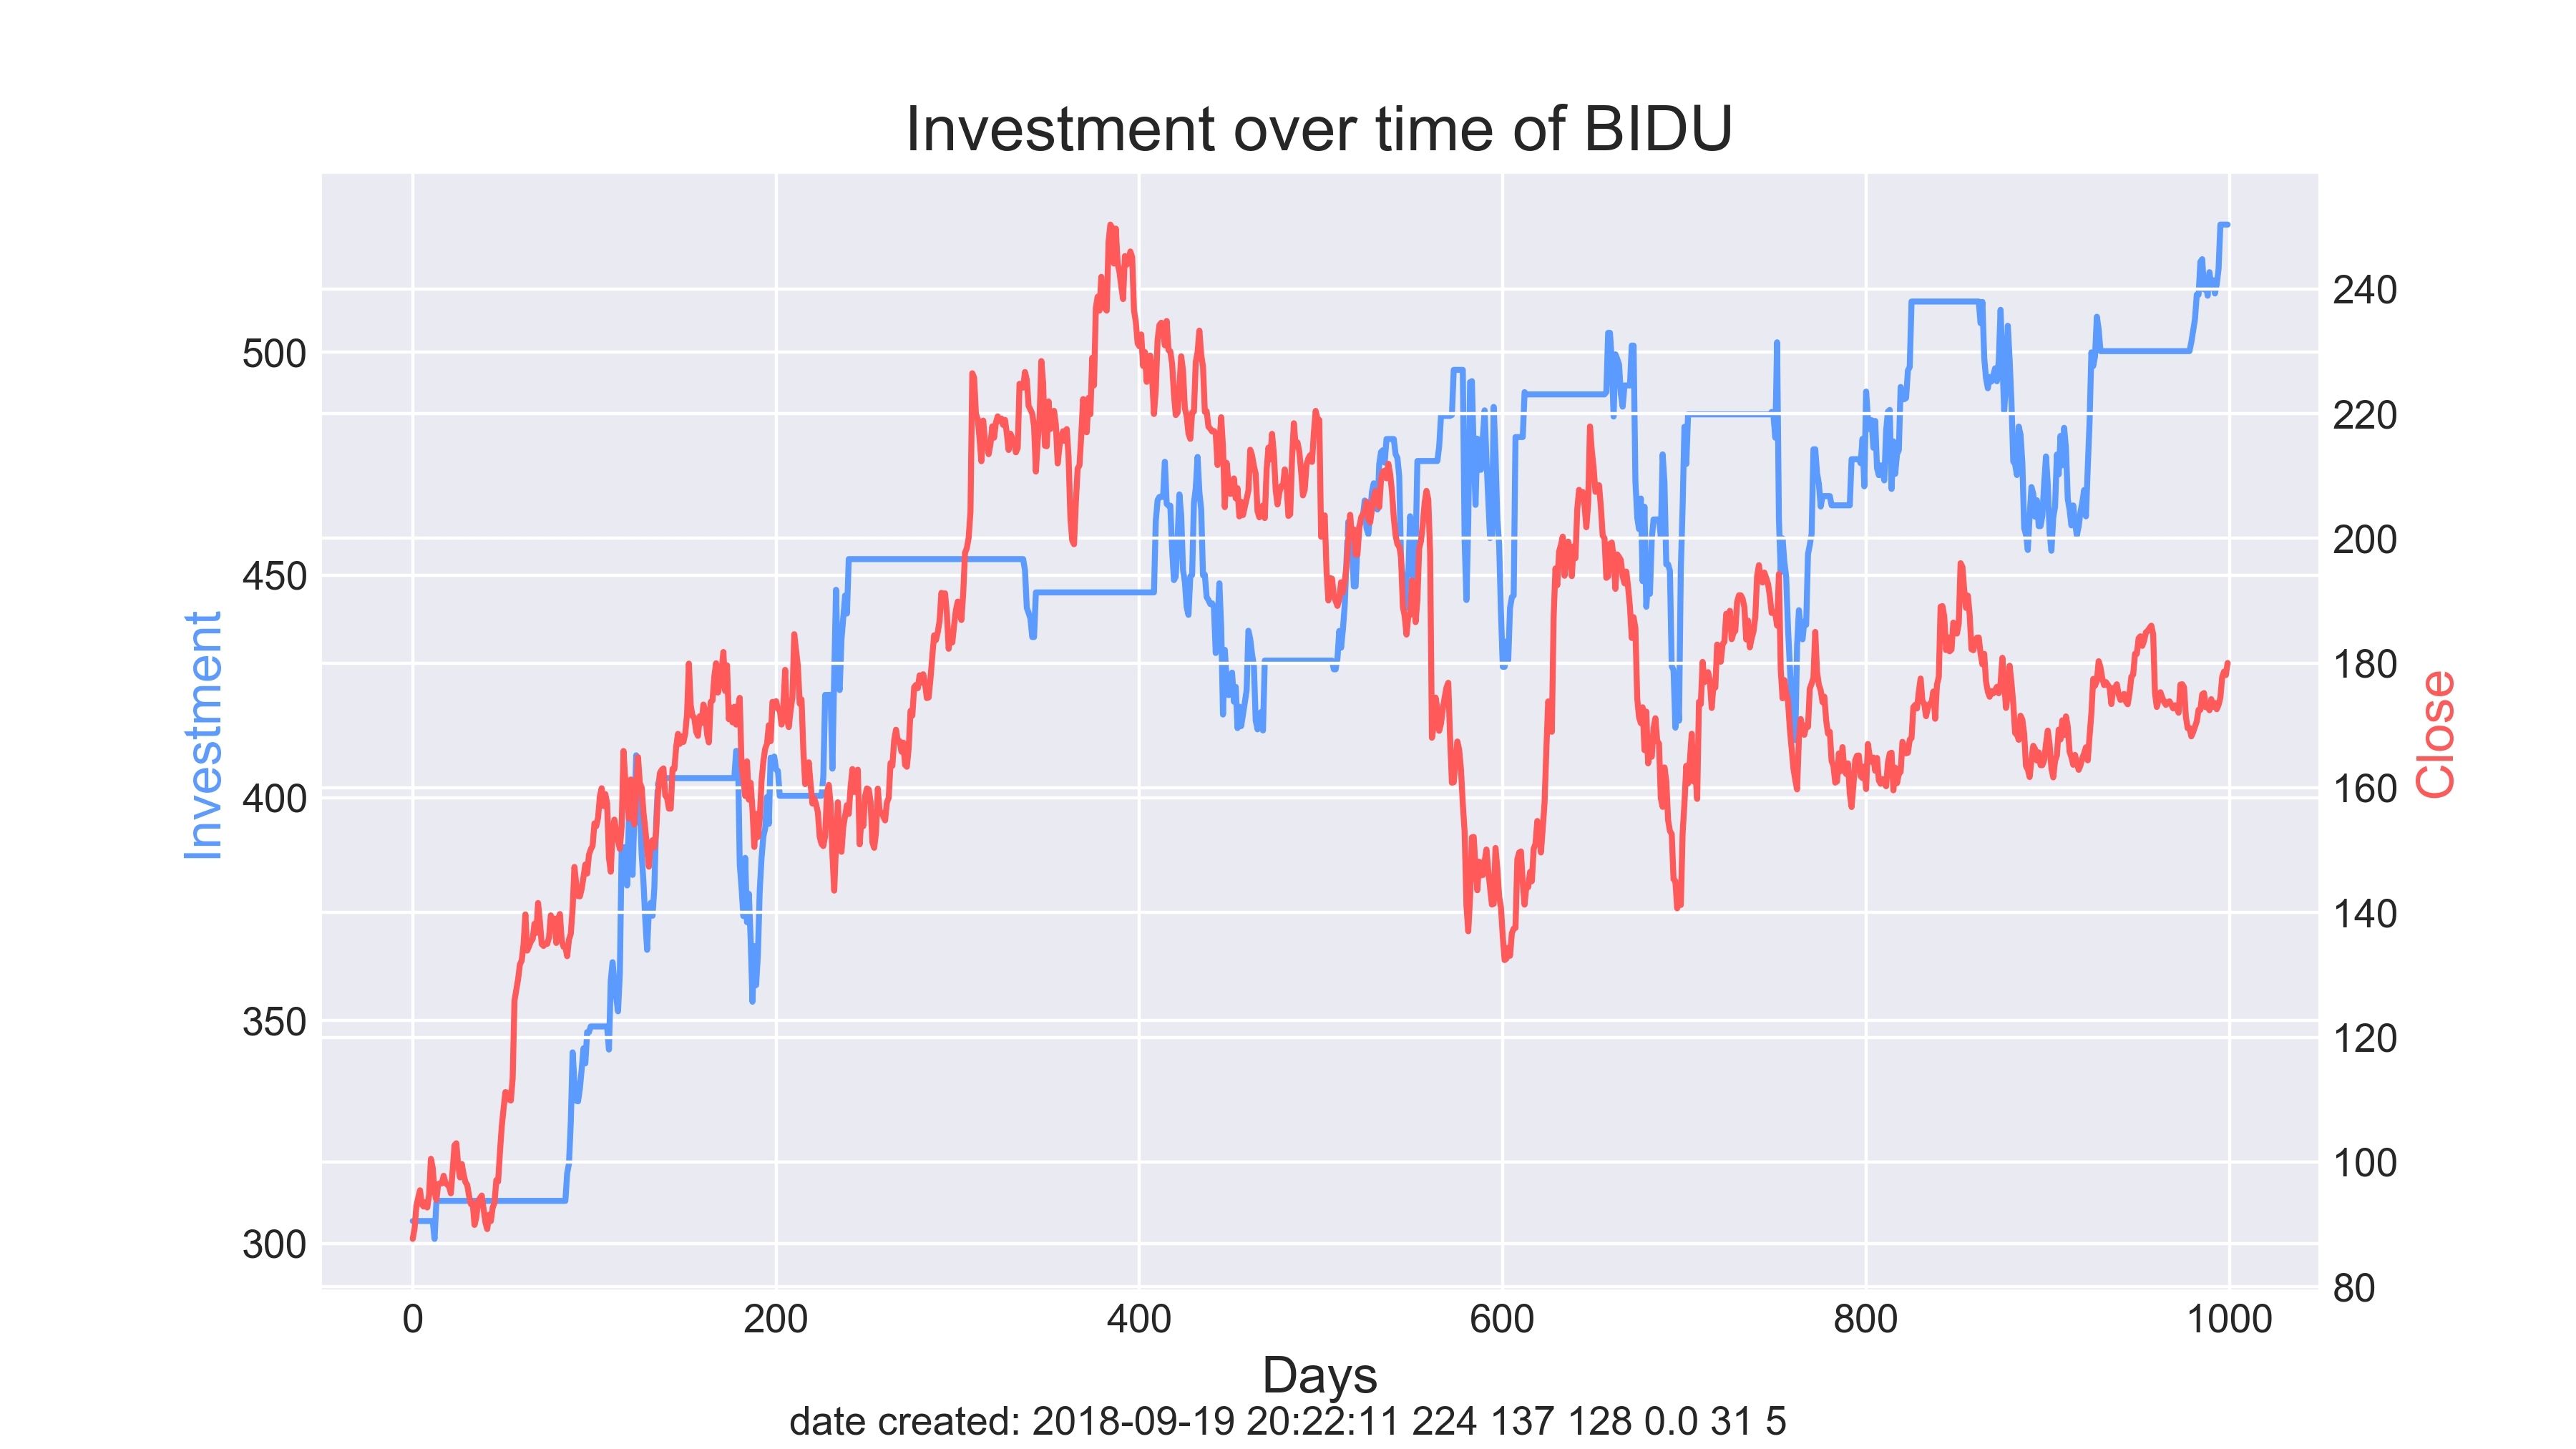 Investment over time of BIDU
500
450
400
350
300
Investment
240
220
200
180
160
140
120
100
80
Close
0 200 400 600 800 1000
Days
date created: 2018-09-19 20:22:11 224 137 128 0.0 31 5